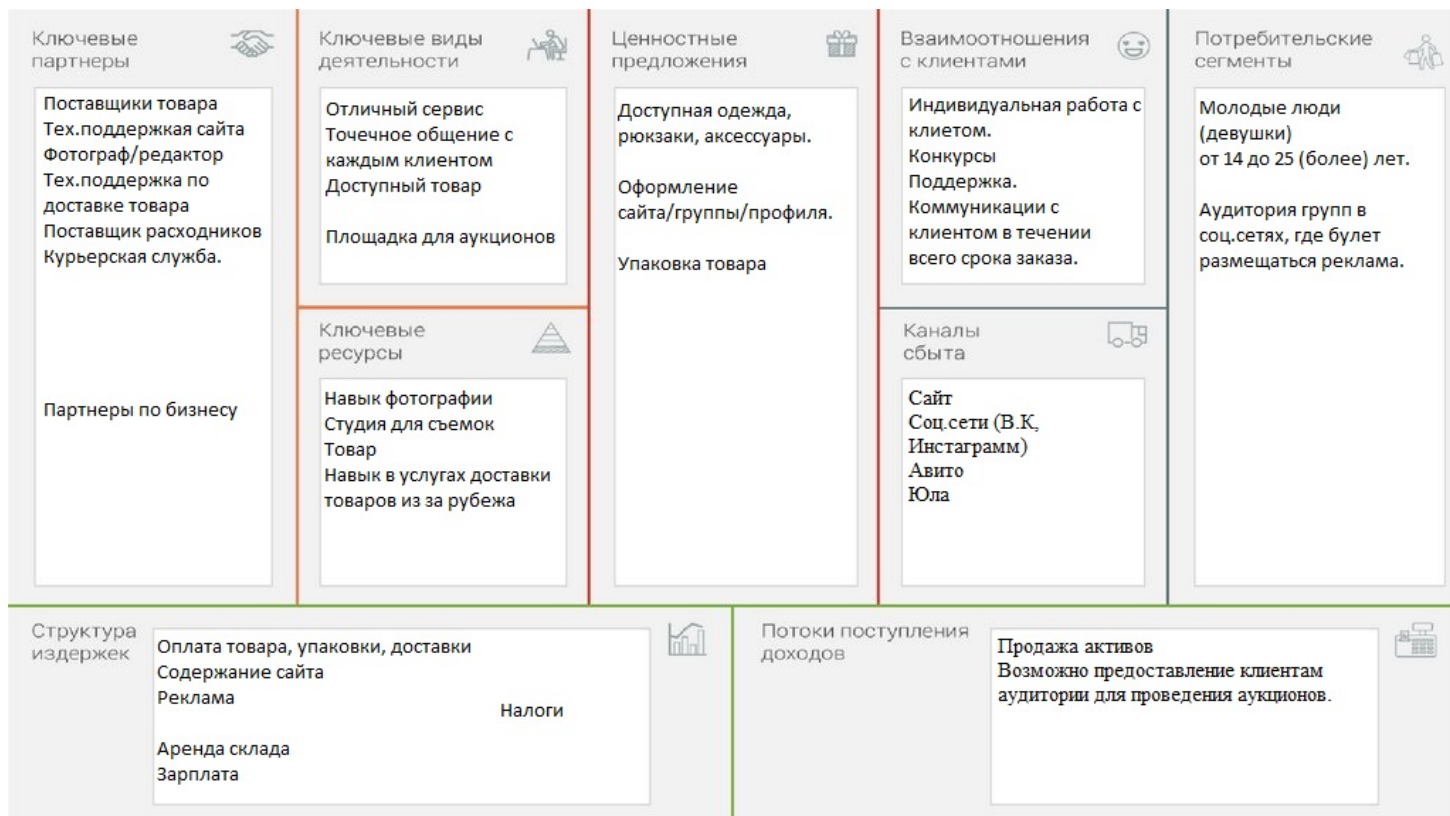 Ключевые
партнеры
Поставщики товара
Тех.поддержкая сайта
Фотограф/редактор
Тех.поддержка по
доставке товара
Поставщик расходников
Курьерская служба.
Партнеры по бизнесу
Ключевые виды
деятельности
Отличный сервис
Точечное общение с
каждым клиентом
Доступный товар
Площадка для аукционов
Ключевые
ресурсы
Навык фотографии
Студия для съемок
Товар
Навык в услугах доставки
товаров из за рубежа
Ценностные
предложения
Доступная одежда,
рюкзаки, аксессуары.
Оформление
сайта/группы/профиля.
Упаковка товара
Взаимоотношения
с клиентами
Индивидуальная работа с
клиетом.
Конкурсы
Поддержка.
Коммуникации с
клиентом в течении
всего срока заказа.
Каналы
сбыта
Сайт
Соц.сети (В.К,
Инстаграмм)
Авито
Юла
Потребительские
сегменты
Молодые люди
(девушки)
от 14 до 25 (более) лет.
Аудитория групп в
соц.сетях, где булет
размещаться реклама.
Структура
издержек
Оплата товара, упаковки, доставки
Содержание сайта
Реклама
Налоги
Аренда склада
Зарплата
Потоки поступления
доходов
Продажа активов
Возможно предоставление клиентам
аудитории для проведения аукционов.